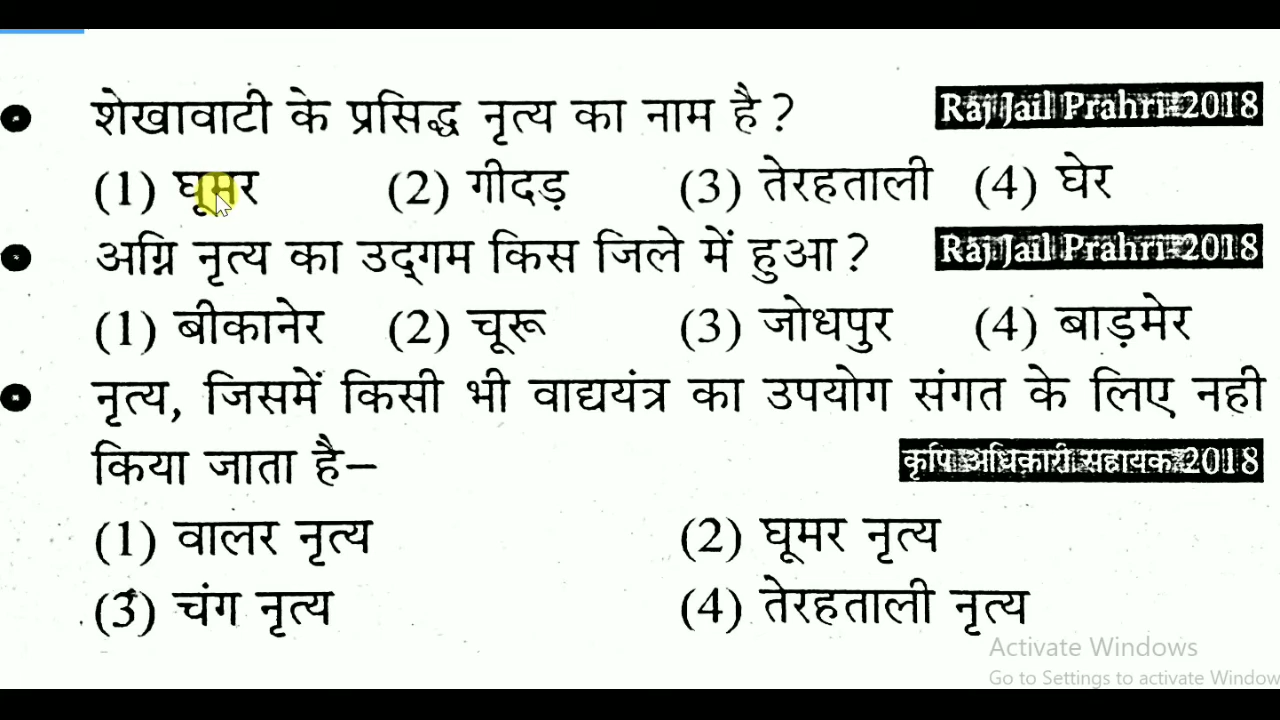 शेखावाटी के प्रसिद्ध नृत्य का नाम है? Raj Jail Prahri-2018
(1) घूमर (2) गीदड़ (3) तेरहताली (4) घेर
अग्नि नृत्य का उद्‌गम किस जिले में हुआ? Raj Jail Prahri-2018
(1) बीकानेर (2) चूरू (3) जोधपुर (4) बाड़मेर
नृत्य, जिसमें किसी भी वाद्ययंत्र का उपयोग संगत के लिए नही
किया जाता है– कृषि अधिकारी सहायक 2018
(1) वालर नृत्य (2) घूमर नृत्य
(3) चंग नृत्य (4) तेरहताली नृत्य
Activate Windows
Go to Settings to activate Window